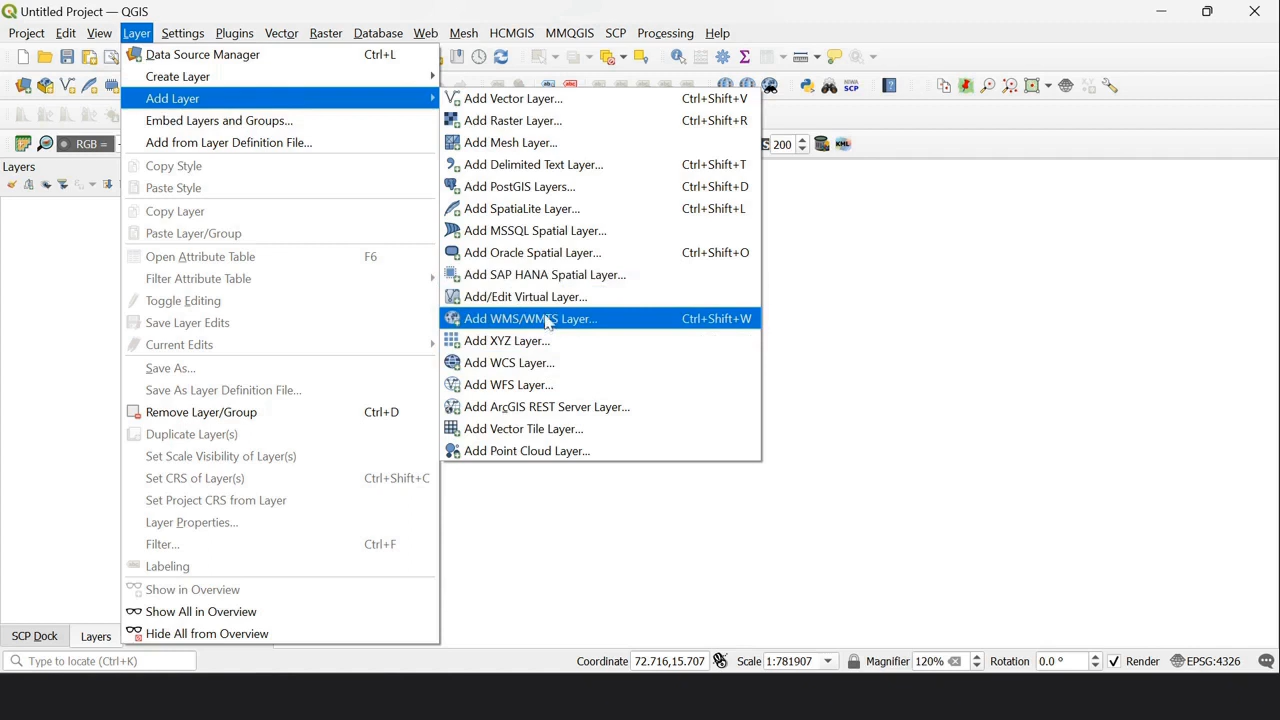 Untitled Project — QGIS
Project Edit View Layer Settings Plugins Vector Raster Database Web Mesh HCMGIS MMQGIS SCP Processing Help
Data Source Manager Ctrl+L
Create Layer
Add Layer
Embed Layers and Groups...
Add from Layer Definition File...
Copy Style
Paste Style
Copy Layer
Paste Layer/Group
Open Attribute Table F6
Filter Attribute Table
Toggle Editing
Save Layer Edits
Current Edits
Save As...
Save As Layer Definition File...
Remove Layer/Group Ctrl+D
Duplicate Layer(s)
Set Scale Visibility of Layer(s)
Set CRS of Layer(s) Ctrl+Shift+C
Set Project CRS from Layer
Layer Properties...
Filter... Ctrl+F
Labeling
Show in Overview
Show All in Overview
Hide All from Overview
Add Vector Layer... Ctrl+Shift+V
Add Raster Layer... Ctrl+Shift+R
Add Mesh Layer...
Add Delimited Text Layer... Ctrl+Shift+T
Add PostGIS Layers... Ctrl+Shift+D
Add SpatiaLite Layer... Ctrl+Shift+L
Add MSSQL Spatial Layer...
Add Oracle Spatial Layer... Ctrl+Shift+O
Add SAP HANA Spatial Layer...
Add/Edit Virtual Layer...
Add WMS/WMTS Layer... Ctrl+Shift+W
Add XYZ Layer...
Add WCS Layer...
Add WFS Layer...
Add ArcGIS REST Server Layer...
Add Vector Tile Layer...
Add Point Cloud Layer...
RGB =
200
KML
Layers
SCP Dock Layers
Type to locate (Ctrl+K)
Coordinate 72.716,15.707 Scale 1:781907 Magnifier 120% Rotation 0.0 ° Render EPSG:4326